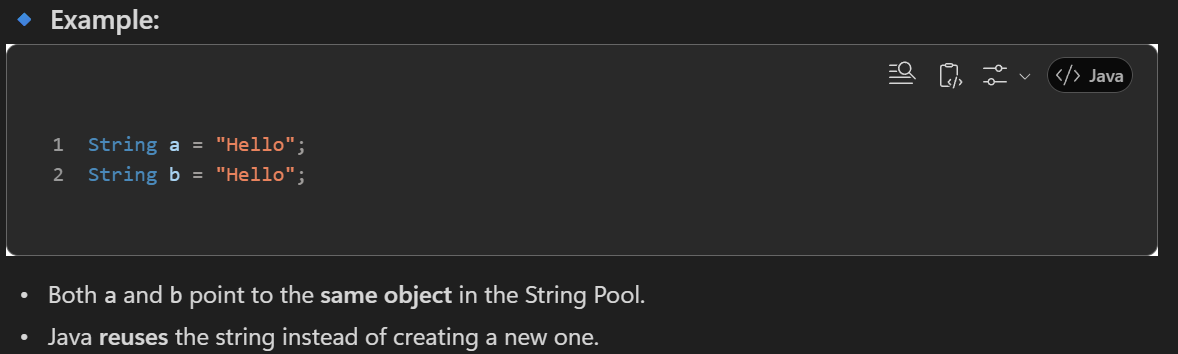 Example:
</> Java
1 String a = "Hello";
2 String b = "Hello";
• Both a and b point to the same object in the String Pool.
• Java reuses the string instead of creating a new one.